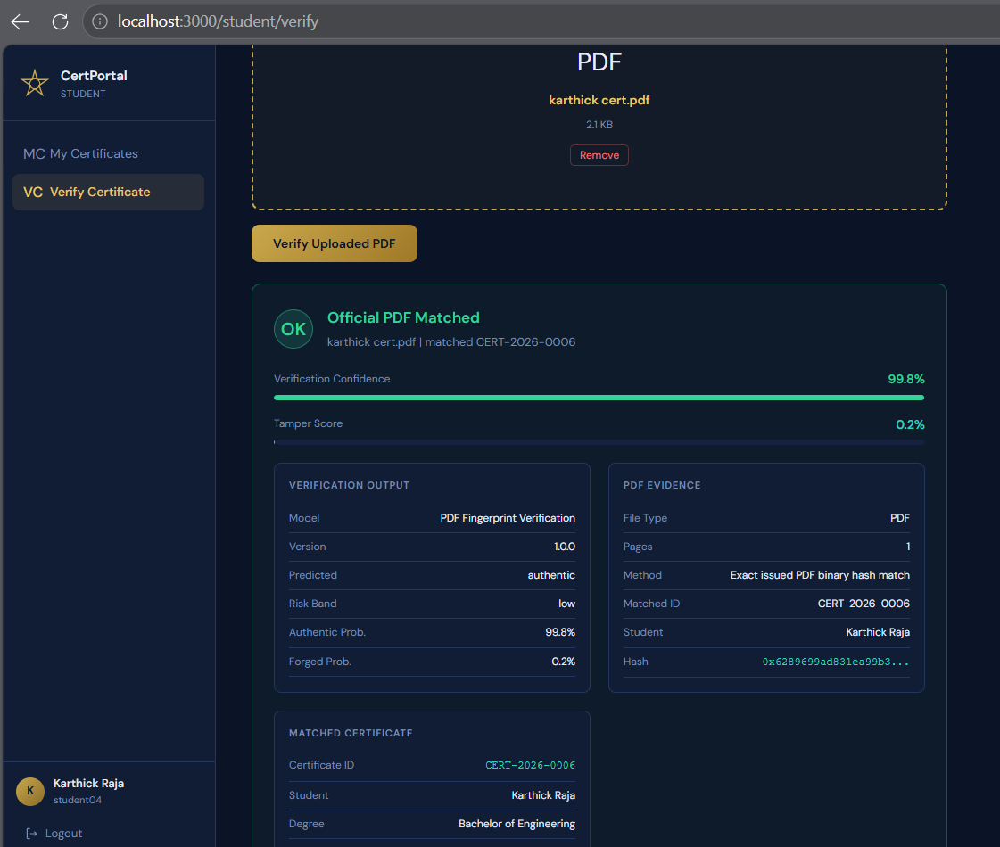 localhost:3000/student/verify
CertPortal
STUDENT
MC My Certificates
VC Verify Certificate
PDF
karthick cert.pdf
2.1 KB
Remove
Verify Uploaded PDF
OK
Official PDF Matched
karthick cert.pdf | matched CERT-2026-0006
Verification Confidence 99.8%
Tamper Score 0.2%
VERIFICATION OUTPUT
Model PDF Fingerprint Verification
Version 1.0.0
Predicted authentic
Risk Band low
Authentic Prob. 99.8%
Forged Prob. 0.2%
PDF EVIDENCE
File Type PDF
Pages 1
Method Exact issued PDF binary hash match
Matched ID CERT-2026-0006
Student Karthick Raja
Hash 0x6289699ad831ea99b3...
MATCHED CERTIFICATE
Certificate ID CERT-2026-0006
Student Karthick Raja
Degree Bachelor of Engineering
K
Karthick Raja
student04
Logout